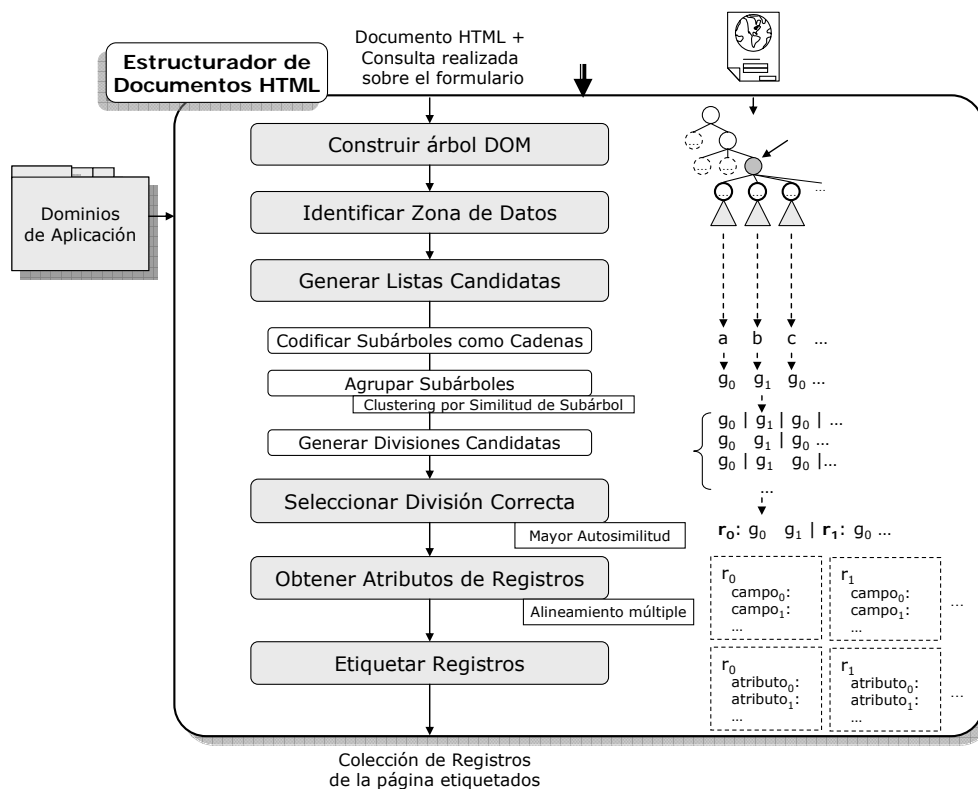 Documento HTML +
Consulta realizada
sobre el formulario
Estructurador de
Documentos HTML
Dominios
de Aplicación
Construir árbol DOM
Identificar Zona de Datos
Generar Listas Candidatas
Codificar Subárboles como Cadenas
Agrupar Subárboles
Clustering por Similitud de Subárbol
Generar Divisiones Candidatas
Seleccionar División Correcta
Mayor Autosimilitud
Obtener Atributos de Registros
Alineamiento múltiple
Etiquetar Registros
Colección de Registros
de la página etiquetados
...
a b c ...
g0 g1 g0 ...
g0 | g1 | g0 | ...
g0 g1 | g0 ...
g0 | g1 g0 |...
...
r0: g0 g1 | r1: g0 ...
r0
campo0:
campo1:
...
r1
campo0:
campo1:
...
...
r0
atributo0:
atributo1:
...
r1
atributo0:
atributo1:
...
...